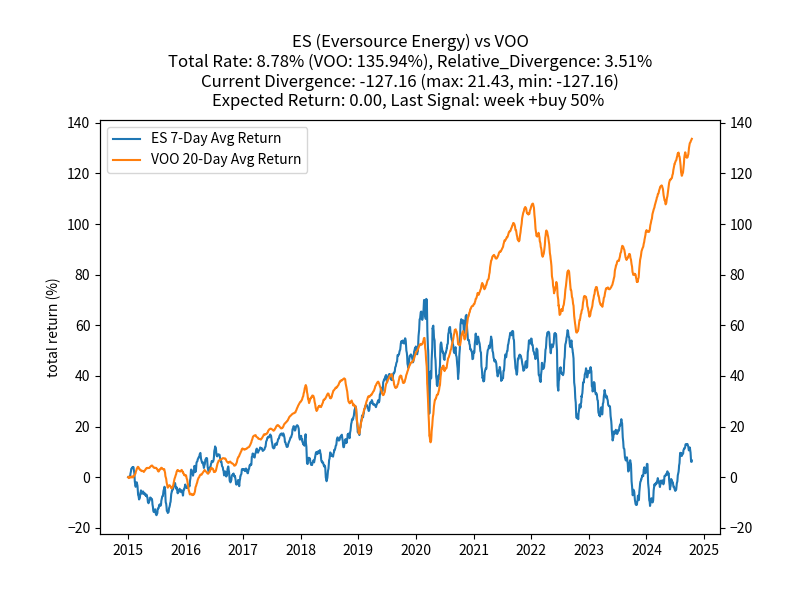 ES (Eversource Energy) vs VOO
Total Rate: 8.78% (VOO: 135.94%), Relative_Divergence: 3.51%
Current Divergence: -127.16 (max: 21.43, min: -127.16)
Expected Return: 0.00, Last Signal: week +buy 50%
ES 7-Day Avg Return
VOO 20-Day Avg Return
total return (%)
140 140
120 120
100 100
80 80
60 60
40 40
20 20
0 0
−20 −20
2015 2016 2017 2018 2019 2020 2021 2022 2023 2024 2025